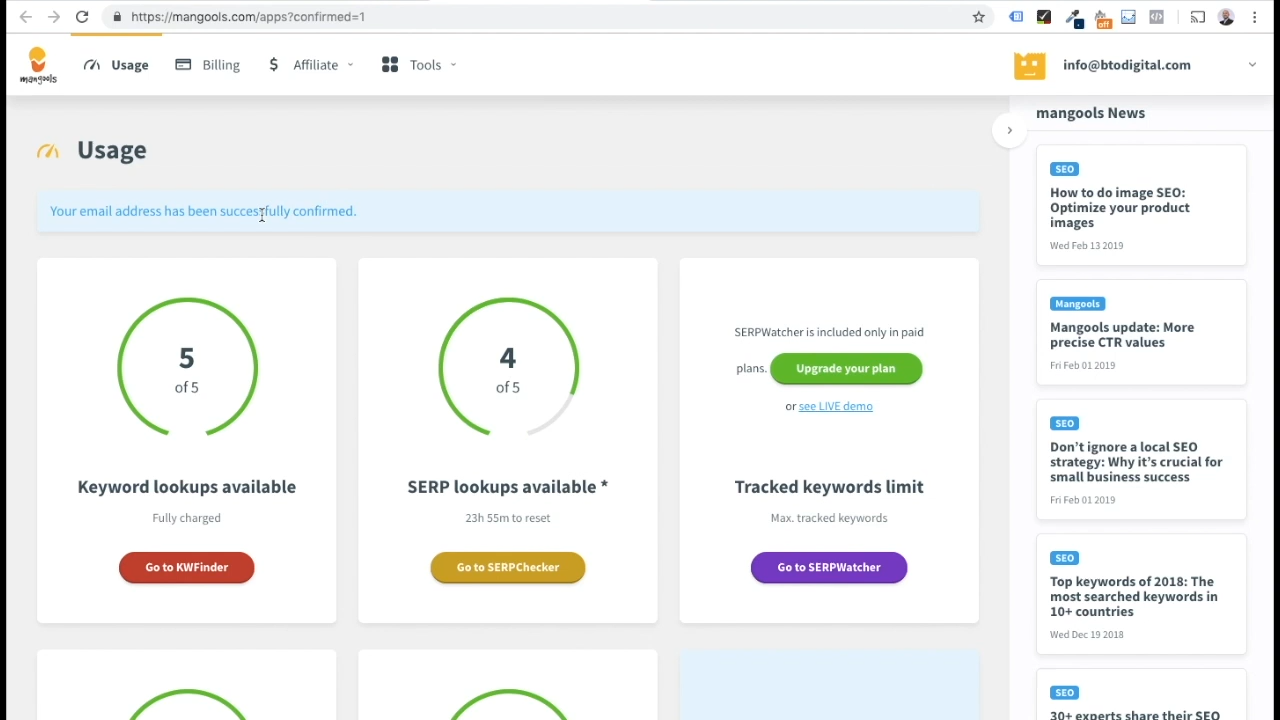 https://mangools.com/apps?confirmed=1
off
mangools
Usage
Billing
$ Affiliate
Tools
info@btodigital.com
mangools News
Usage
Your email address has been successfully confirmed.
5
of 5
Keyword lookups available
Fully charged
Go to KWFinder
4
of 5
SERP lookups available *
23h 55m to reset
Go to SERPChecker
SERPWatcher is included only in paid
plans. Upgrade your plan
or see LIVE demo
Tracked keywords limit
Max. tracked keywords
Go to SERPWatcher
SEO
How to do image SEO:
Optimize your product
images
Wed Feb 13 2019
Mangools
Mangools update: More
precise CTR values
Fri Feb 01 2019
SEO
Don’t ignore a local SEO
strategy: Why it’s crucial for
small business success
Fri Feb 01 2019
SEO
Top keywords of 2018: The
most searched keywords in
10+ countries
Wed Dec 19 2018
SEO
30+ experts share their SEO